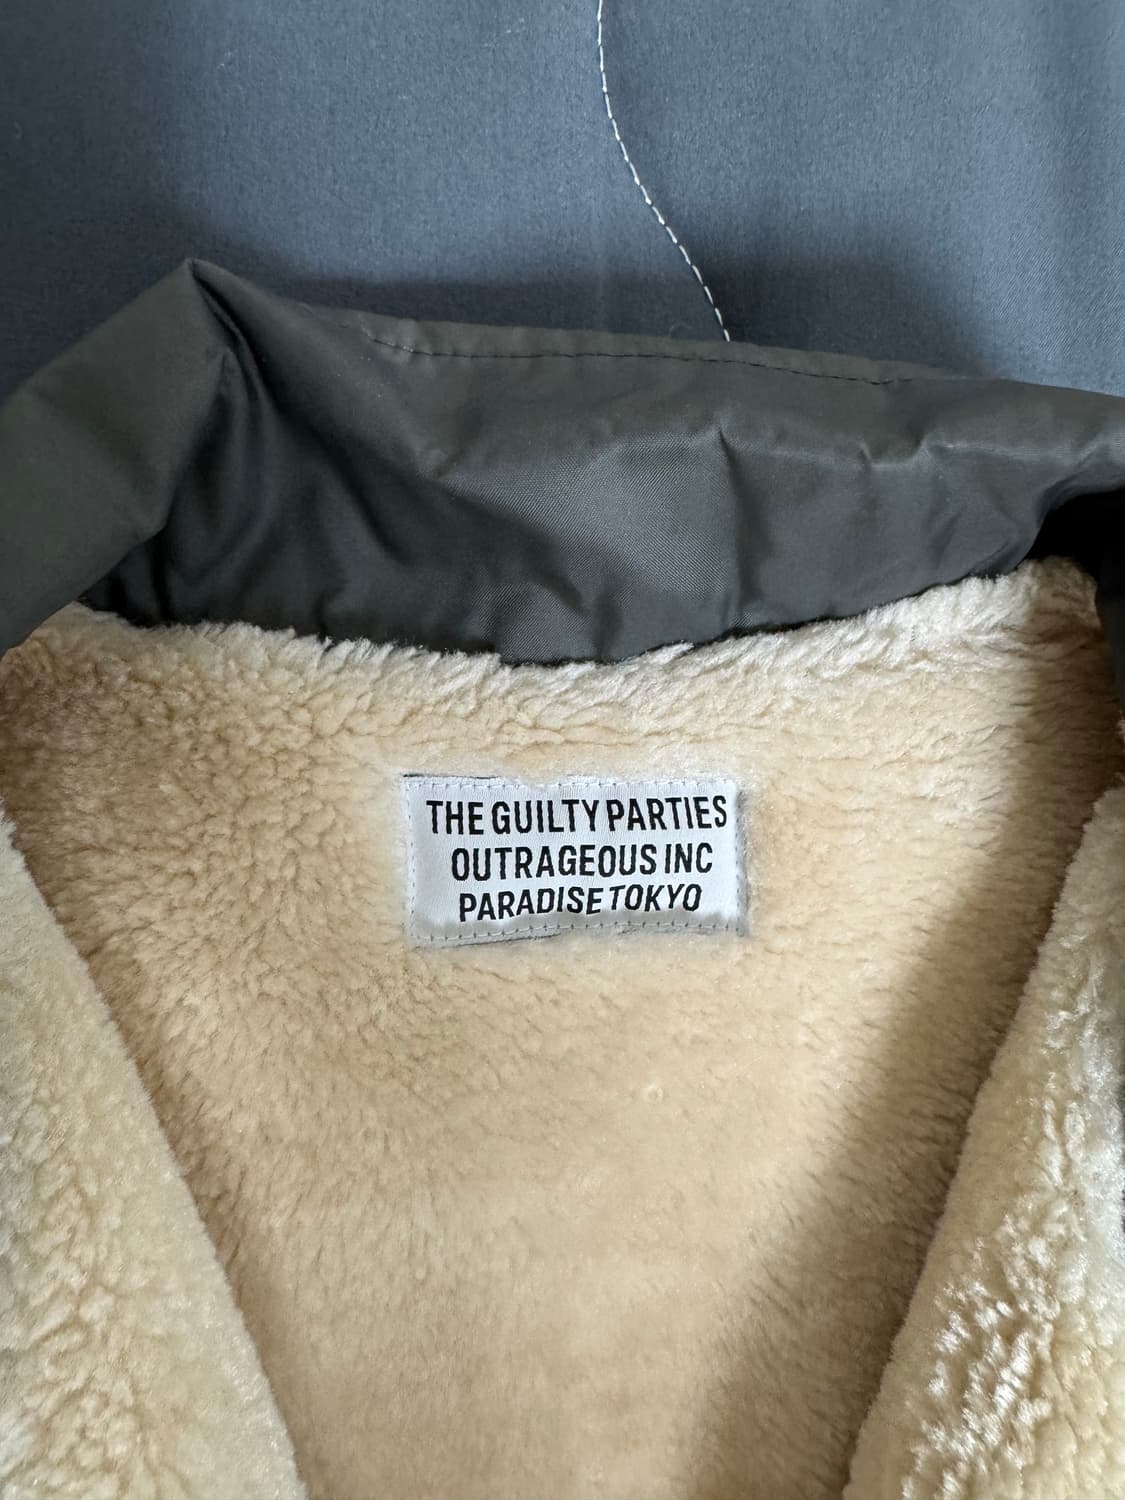 THE GUILTY PARTIES
OUTRAGEOUS INC
PARADISE TOKYO